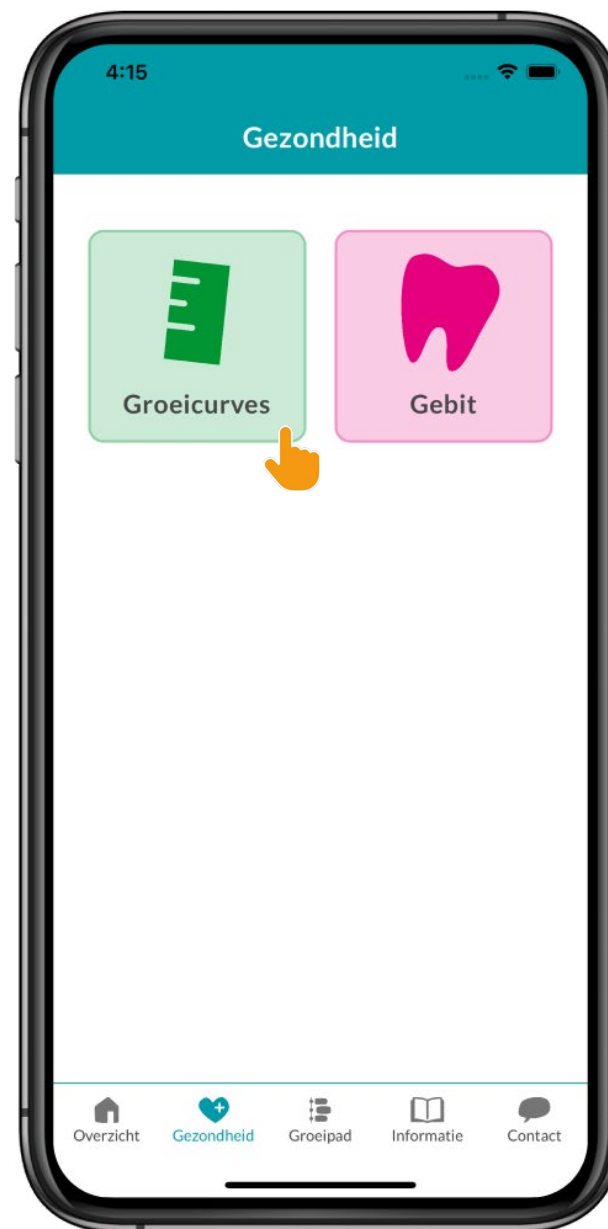 4:15
Gezondheid
Groeicurves
Gebit
Overzicht
Gezondheid
Groeipad
Informatie
Contact